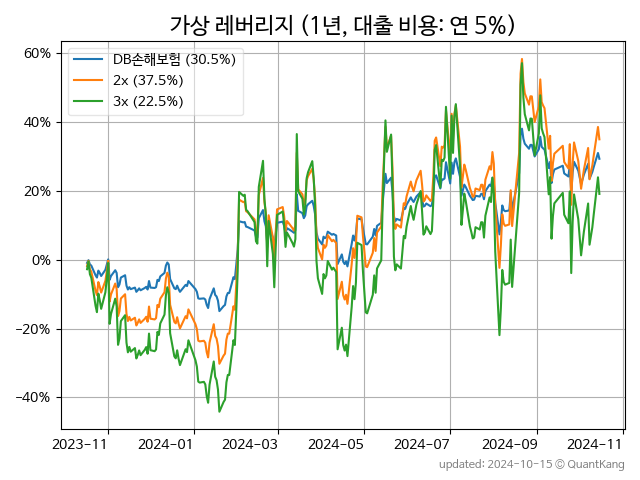 가상 레버리지 (1년, 대출 비용: 연 5%)
60%
40%
20%
0%
−20%
−40%
DB손해보험 (30.5%)
2x (37.5%)
3x (22.5%)
2023-11 2024-01 2024-03 2024-05 2024-07 2024-09 2024-11
updated: 2024-10-15 © QuantKang